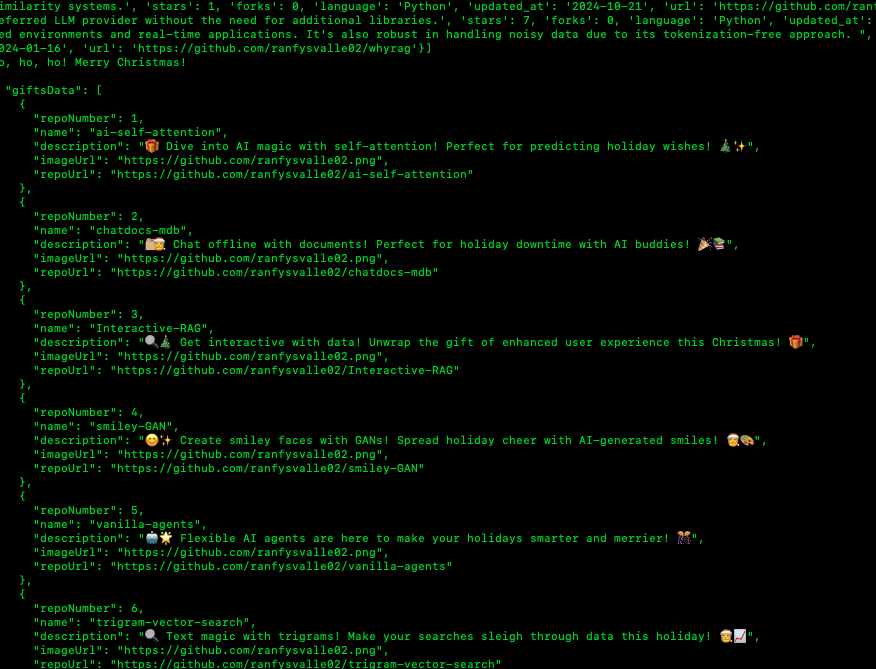 imilarity systems.', 'stars': 1, 'forks': 0, 'language': 'Python', 'updated_at': '2024-10-21', 'url': 'https://github.com/ranf
eferred LLM provider without the need for additional libraries.', 'stars': 7, 'forks': 0, 'language': 'Python', 'updated_at':
ed environments and real-time applications. It's also robust in handling noisy data due to its tokenization-free approach. ",
024-01-16', 'url': 'https://github.com/ranfysvalle02/whyrag'}]
o, ho, ho! Merry Christmas!
"giftsData": [
{
"repoNumber": 1,
"name": "ai-self-attention",
"description": "🎁 Dive into AI magic with self-attention! Perfect for predicting holiday wishes! 🎄✨",
"imageUrl": "https://github.com/ranfysvalle02.png",
"repoUrl": "https://github.com/ranfysvalle02/ai-self-attention"
},
{
"repoNumber": 2,
"name": "chatdocs-mdb",
"description": " Chat offline with documents! Perfect for holiday downtime with AI buddies! 🎉📚",
"imageUrl": "https://github.com/ranfysvalle02.png",
"repoUrl": "https://github.com/ranfysvalle02/chatdocs-mdb"
},
{
"repoNumber": 3,
"name": "Interactive-RAG",
"description": "🔍🎄 Get interactive with data! Unwrap the gift of enhanced user experience this Christmas! 🎁",
"imageUrl": "https://github.com/ranfysvalle02.png",
"repoUrl": "https://github.com/ranfysvalle02/Interactive-RAG"
},
{
"repoNumber": 4,
"name": "smiley-GAN",
"description": "😊✨ Create smiley faces with GANs! Spread holiday cheer with AI-generated smiles! 🎅🎨",
"imageUrl": "https://github.com/ranfysvalle02.png",
"repoUrl": "https://github.com/ranfysvalle02/smiley-GAN"
},
{
"repoNumber": 5,
"name": "vanilla-agents",
"description": "🤖🌟 Flexible AI agents are here to make your holidays smarter and merrier! 🎊",
"imageUrl": "https://github.com/ranfysvalle02.png",
"repoUrl": "https://github.com/ranfysvalle02/vanilla-agents"
},
{
"repoNumber": 6,
"name": "trigram-vector-search",
"description": "🔍 Text magic with trigrams! Make your searches sleigh through data this holiday! 🎅📈",
"imageUrl": "https://github.com/ranfysvalle02.png",
"repoUrl": "https://github.com/ranfysvalle02/trigram-vector-search"